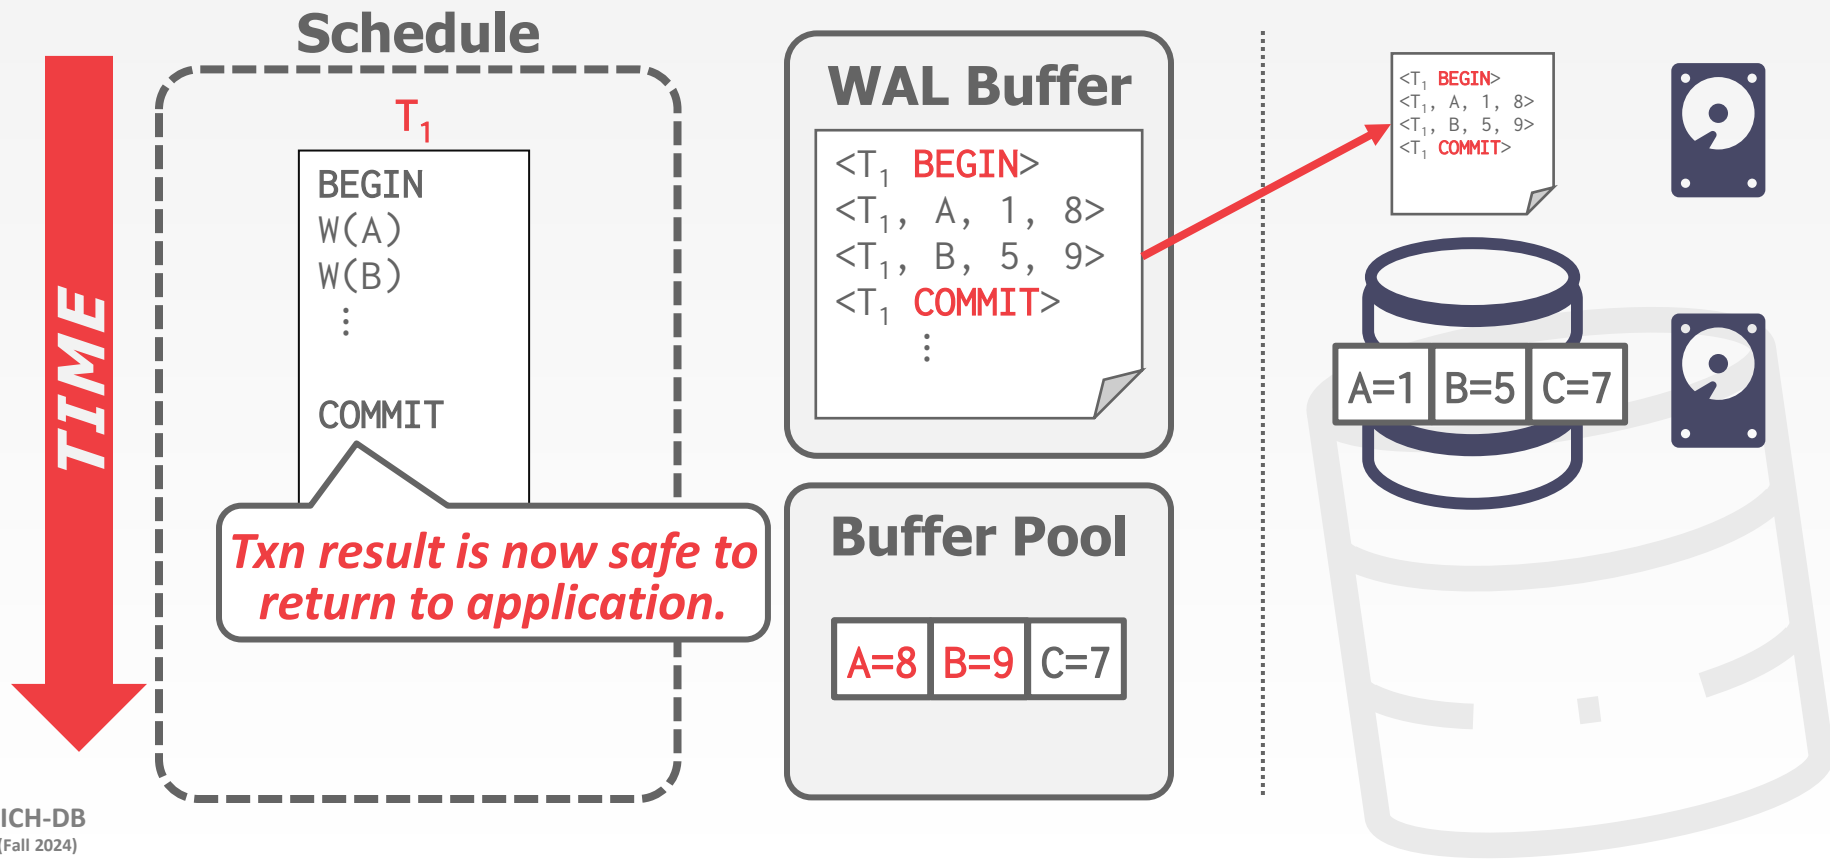 Schedule
TIME
T₁
BEGIN
W(A)
W(B)
⋮
COMMIT
Txn result is now safe to
return to application.
WAL Buffer
<T₁ BEGIN>
<T₁, A, 1, 8>
<T₁, B, 5, 9>
<T₁ COMMIT>
⋮
Buffer Pool
A=8 B=9 C=7
<T₁ BEGIN>
<T₁, A, 1, 8>
<T₁, B, 5, 9>
<T₁ COMMIT>
A=1 B=5 C=7
ICH-DB
(Fall 2024)